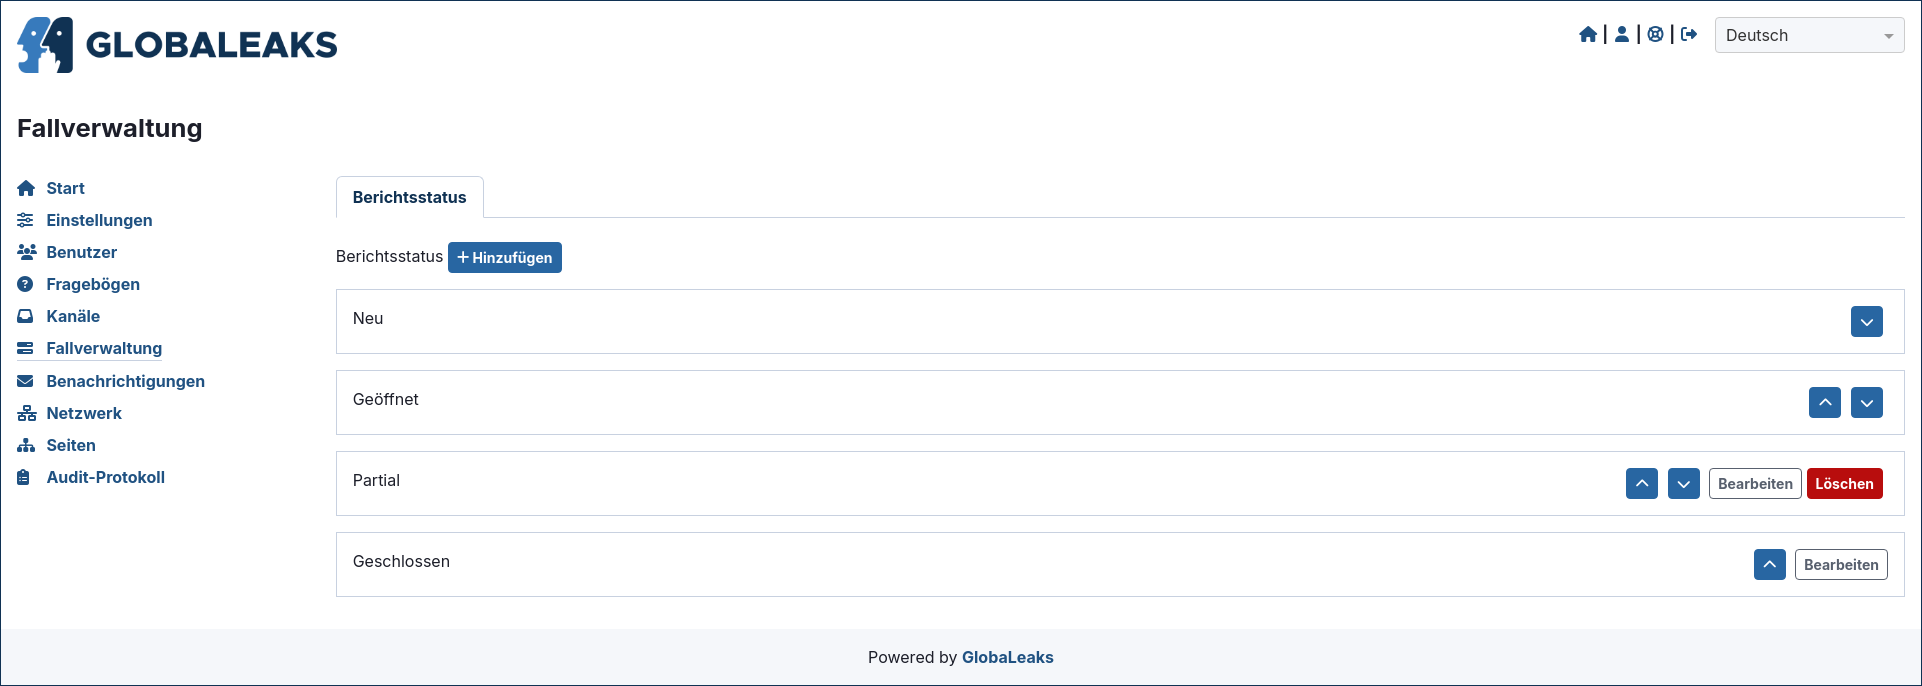 GLOBALEAKS
Deutsch
Fallverwaltung
Start
Einstellungen
Benutzer
Fragebögen
Kanäle
Fallverwaltung
Benachrichtigungen
Netzwerk
Seiten
Audit-Protokoll
Berichtsstatus
Berichtsstatus + Hinzufügen
Neu
Geöffnet
Partial Bearbeiten Löschen
Geschlossen Bearbeiten
Powered by GlobaLeaks